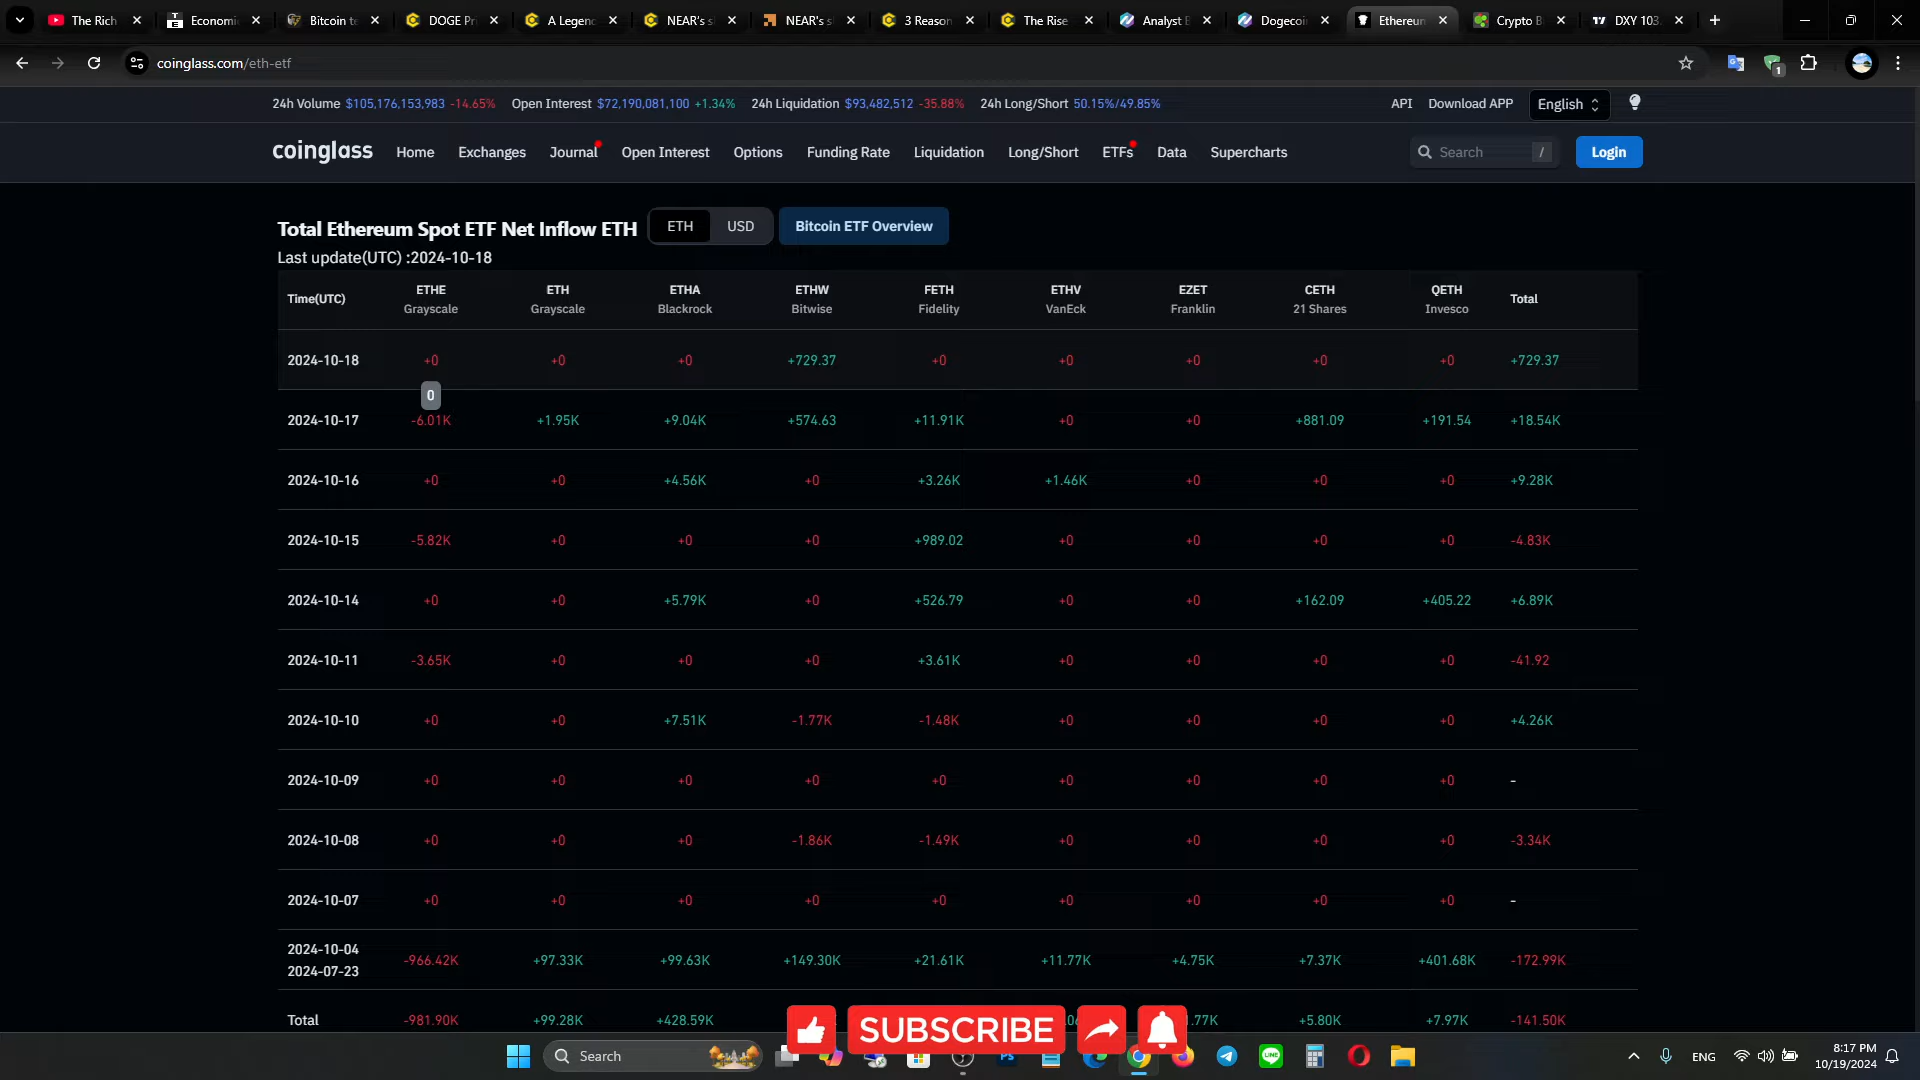 The Rich
Economi
Bitcoin te
DOGE Pr
A Legend
NEAR's s
NEAR's s
3 Reason
The Rise
Analyst E
Dogecoi
Ethereum
Crypto B
DXY 103
coinglass.com/eth-etf
24h Volume $105,176,153,983 -14.65% Open Interest $72,190,081,100 +1.34% 24h Liquidation $93,482,512 -35.88% 24h Long/Short 50.15%/49.85% API Download APP English
coinglass Home Exchanges Journal Open Interest Options Funding Rate Liquidation Long/Short ETFs Data Supercharts Search / Login
Total Ethereum Spot ETF Net Inflow ETH ETH USD Bitcoin ETF Overview
Last update(UTC) :2024-10-18
Time(UTC) ETHE ETH ETHA ETHW FETH ETHV EZET CETH QETH Total
Grayscale Grayscale Blackrock Bitwise Fidelity VanEck Franklin 21 Shares Invesco
2024-10-18 +0 +0 +0 +729.37 +0 +0 +0 +0 +0 +729.37
0
2024-10-17 -6.01K +1.95K +9.04K +574.63 +11.91K +0 +0 +881.09 +191.54 +18.54K
2024-10-16 +0 +0 +4.56K +0 +3.26K +1.46K +0 +0 +0 +9.28K
2024-10-15 -5.82K +0 +0 +0 +989.02 +0 +0 +0 +0 -4.83K
2024-10-14 +0 +0 +5.79K +0 +526.79 +0 +0 +162.09 +405.22 +6.89K
2024-10-11 -3.65K +0 +0 +0 +3.61K +0 +0 +0 +0 -41.92
2024-10-10 +0 +0 +7.51K -1.77K -1.48K +0 +0 +0 +0 +4.26K
2024-10-09 +0 +0 +0 +0 +0 +0 +0 +0 +0 -
2024-10-08 +0 +0 +0 -1.86K -1.49K +0 +0 +0 +0 -3.34K
2024-10-07 +0 +0 +0 +0 +0 +0 +0 +0 +0 -
2024-10-04
2024-07-23 -966.42K +97.33K +99.63K +149.30K +21.61K +11.77K +4.75K +7.37K +401.68K -172.99K
Total -981.90K +99.28K +428.59K .77K +5.80K +7.97K -141.50K
SUBSCRIBE
Search
ENG
8:17 PM
10/19/2024